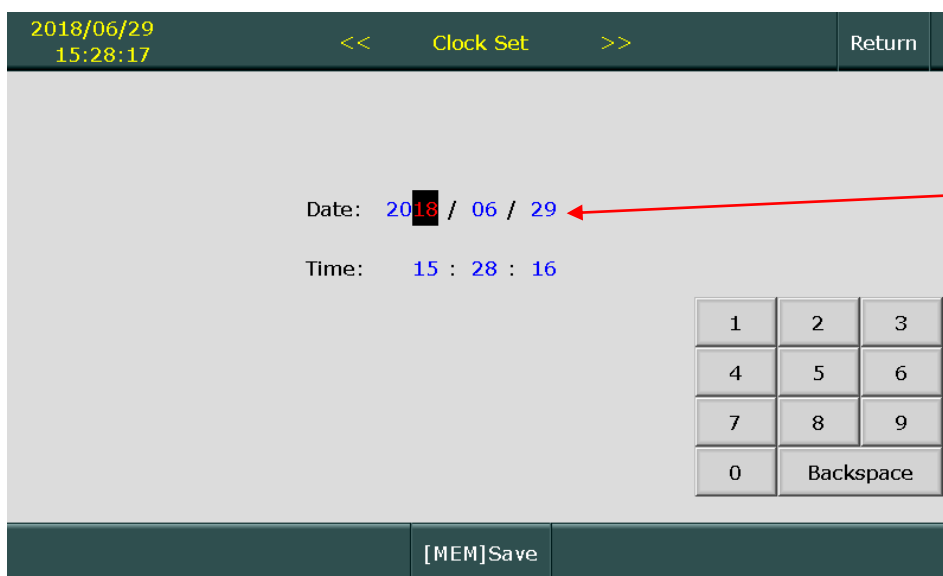 2018/06/29
15:28:17
<< Clock Set >>
Return
Date: 2018 / 06 / 29
Time: 15 : 28 : 16
1 2 3
4 5 6
7 8 9
0 Backspace
[MEM]Save